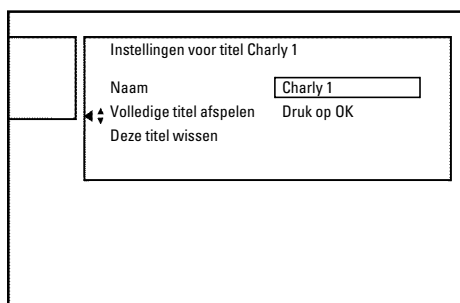 Instellingen voor titel Charly 1
Naam Charly 1
Volledige titel afspelen Druk op OK
Deze titel wissen